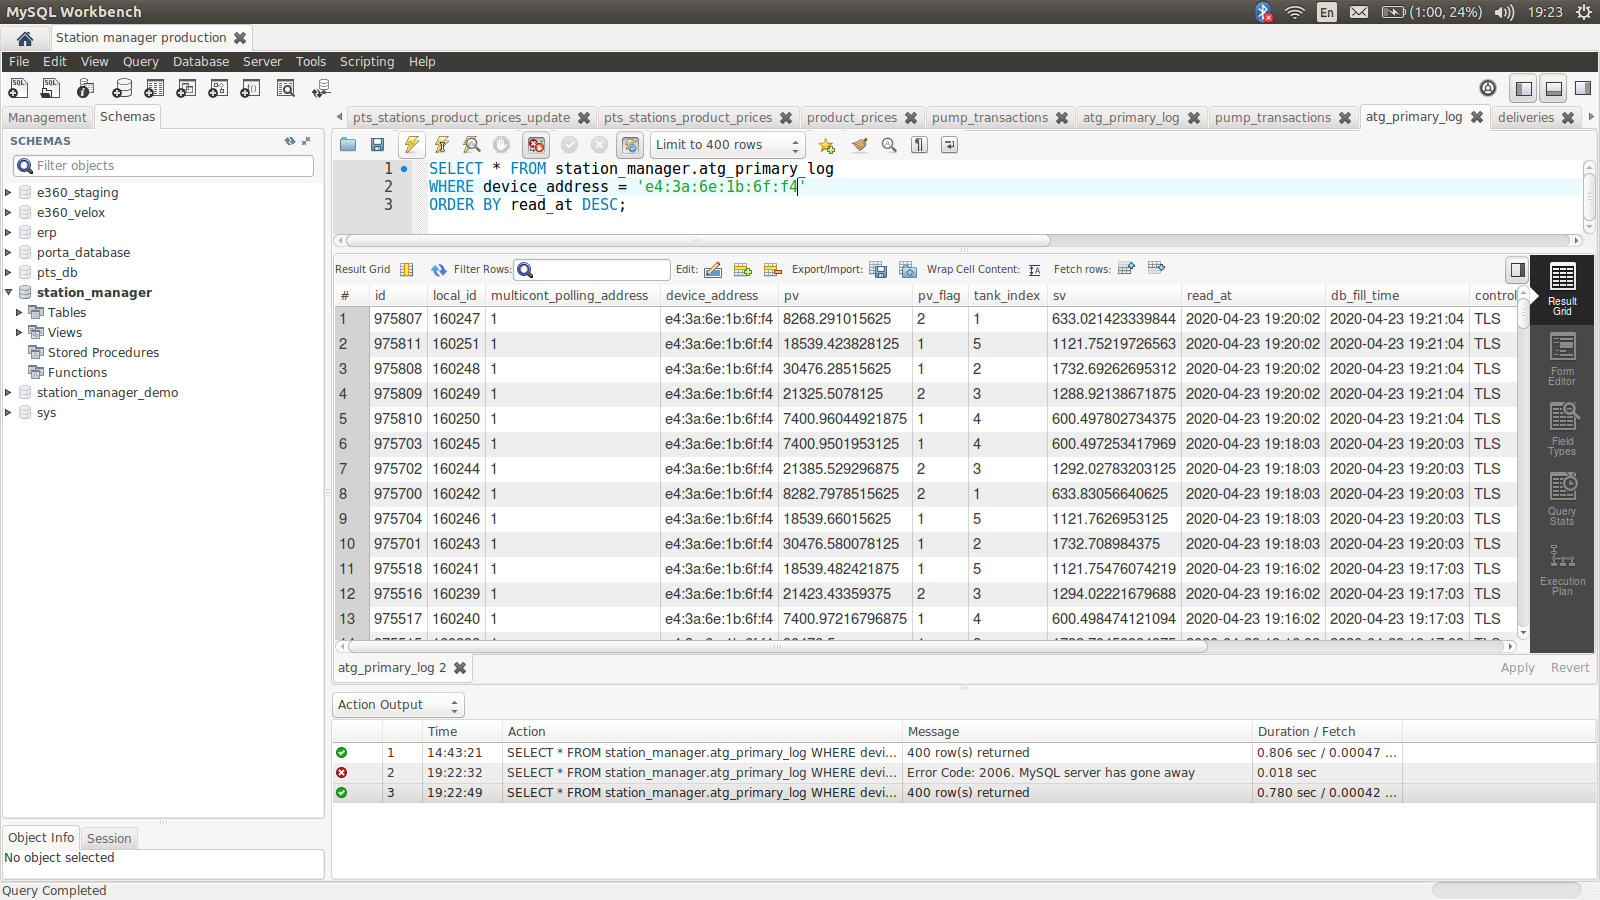 MySQL Workbench
En
(1:00, 24%)
19:23
Station manager production
File Edit View Query Database Server Tools Scripting Help
Management Schemas
pts_stations_product_prices_update pts_stations_product_prices product_prices pump_transactions atg_primary_log pump_transactions atg_primary_log deliveries
SCHEMAS
Filter objects
e360_staging
e360_velox
erp
porta_database
pts_db
station_manager
Tables
Views
Stored Procedures
Functions
station_manager_demo
sys
Limit to 400 rows
1 SELECT * FROM station_manager.atg_primary_log
2 WHERE device_address = 'e4:3a:6e:1b:6f:f4'
3 ORDER BY read_at DESC;
Result Grid Filter Rows: Edit: Export/Import: Wrap Cell Content: Fetch rows:
# id local_id multicont_polling_address device_address pv pv_flag tank_index sv read_at db_fill_time control
1 975807 160247 1 e4:3a:6e:1b:6f:f4 8268.291015625 2 1 633.021423339844 2020-04-23 19:20:02 2020-04-23 19:21:04 TLS
2 975811 160251 1 e4:3a:6e:1b:6f:f4 18539.423828125 1 5 1121.75219726563 2020-04-23 19:20:02 2020-04-23 19:21:04 TLS
3 975808 160248 1 e4:3a:6e:1b:6f:f4 30476.28515625 1 2 1732.69262695312 2020-04-23 19:20:02 2020-04-23 19:21:04 TLS
4 975809 160249 1 e4:3a:6e:1b:6f:f4 21325.5078125 2 3 1288.92138671875 2020-04-23 19:20:02 2020-04-23 19:21:04 TLS
5 975810 160250 1 e4:3a:6e:1b:6f:f4 7400.96044921875 1 4 600.497802734375 2020-04-23 19:20:02 2020-04-23 19:21:04 TLS
6 975703 160245 1 e4:3a:6e:1b:6f:f4 7400.9501953125 1 4 600.497253417969 2020-04-23 19:18:03 2020-04-23 19:20:03 TLS
7 975702 160244 1 e4:3a:6e:1b:6f:f4 21385.529296875 2 3 1292.02783203125 2020-04-23 19:18:03 2020-04-23 19:20:03 TLS
8 975700 160242 1 e4:3a:6e:1b:6f:f4 8282.7978515625 2 1 633.83056640625 2020-04-23 19:18:03 2020-04-23 19:20:03 TLS
9 975704 160246 1 e4:3a:6e:1b:6f:f4 18539.66015625 1 5 1121.7626953125 2020-04-23 19:18:03 2020-04-23 19:20:03 TLS
10 975701 160243 1 e4:3a:6e:1b:6f:f4 30476.580078125 1 2 1732.708984375 2020-04-23 19:18:03 2020-04-23 19:20:03 TLS
11 975518 160241 1 e4:3a:6e:1b:6f:f4 18539.482421875 1 5 1121.75476074219 2020-04-23 19:16:02 2020-04-23 19:17:03 TLS
12 975516 160239 1 e4:3a:6e:1b:6f:f4 21423.43359375 2 3 1294.02221679688 2020-04-23 19:16:02 2020-04-23 19:17:03 TLS
13 975517 160240 1 e4:3a:6e:1b:6f:f4 7400.97216796875 1 4 600.498474121094 2020-04-23 19:16:02 2020-04-23 19:17:03 TLS
Result Grid
Form Editor
Field Types
Query Stats
Execution Plan
atg_primary_log 2
Apply Revert
Action Output
Time Action Message Duration / Fetch
1 14:43:21 SELECT * FROM station_manager.atg_primary_log WHERE devi... 400 row(s) returned 0.806 sec / 0.00047 ...
2 19:22:32 SELECT * FROM station_manager.atg_primary_log WHERE devi... Error Code: 2006. MySQL server has gone away 0.018 sec
3 19:22:49 SELECT * FROM station_manager.atg_primary_log WHERE devi... 400 row(s) returned 0.780 sec / 0.00042 ...
Object Info Session
No object selected
Query Completed